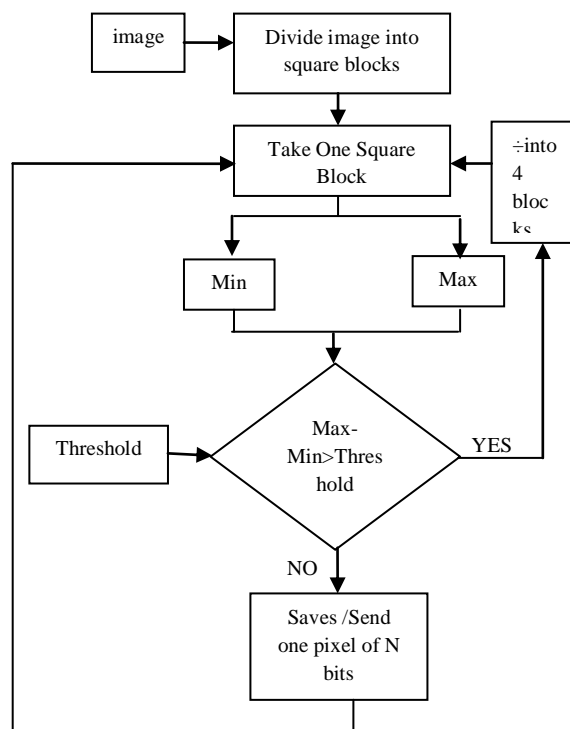 image
Divide image into
square blocks
Take One Square
Block
÷into
4
bloc
ks
Min
Max
Threshold
Max-
Min>Thres
hold
YES
NO
Saves /Send
one pixel of N
bits